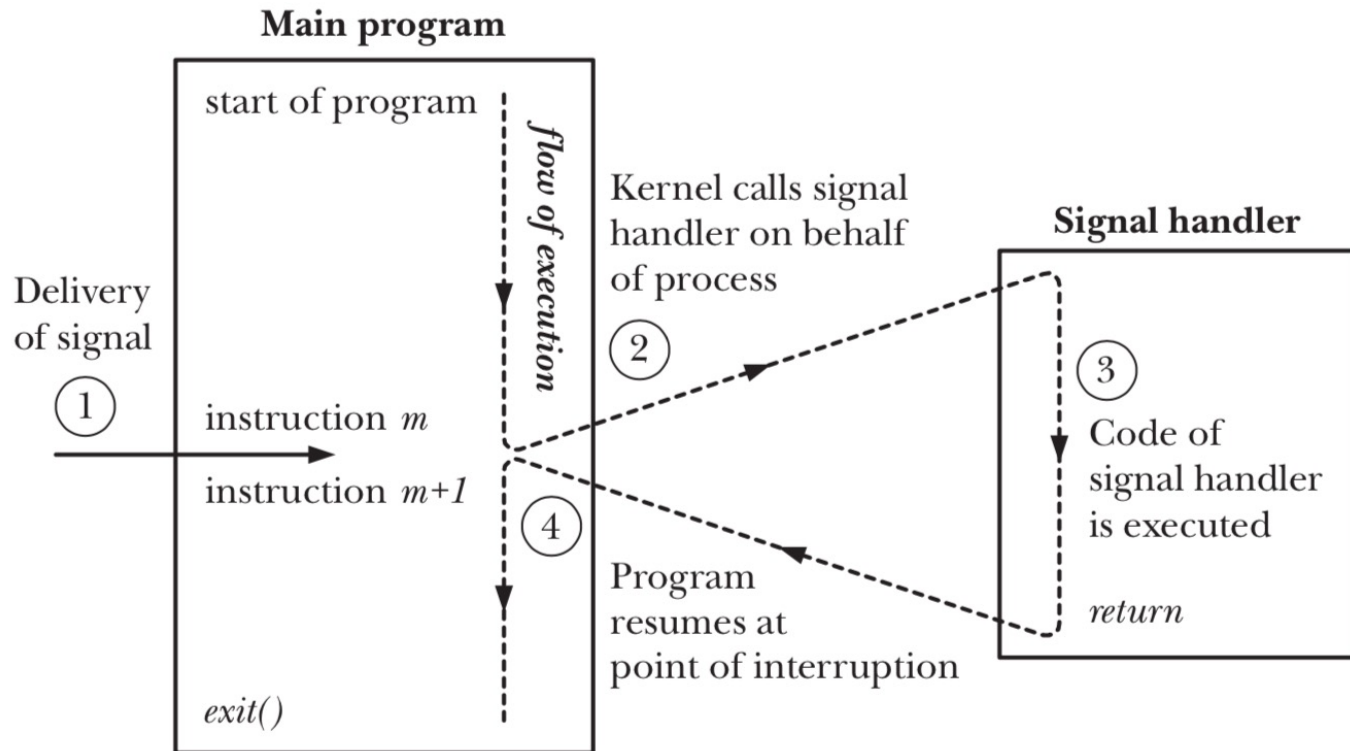 Main program
start of program
flow of execution
Kernel calls signal
handler on behalf
of process
Signal handler
Delivery
of signal
1
2
3
instruction m
instruction m+1
Code of
signal handler
is executed
4
Program
resumes at
point of interruption
return
exit()